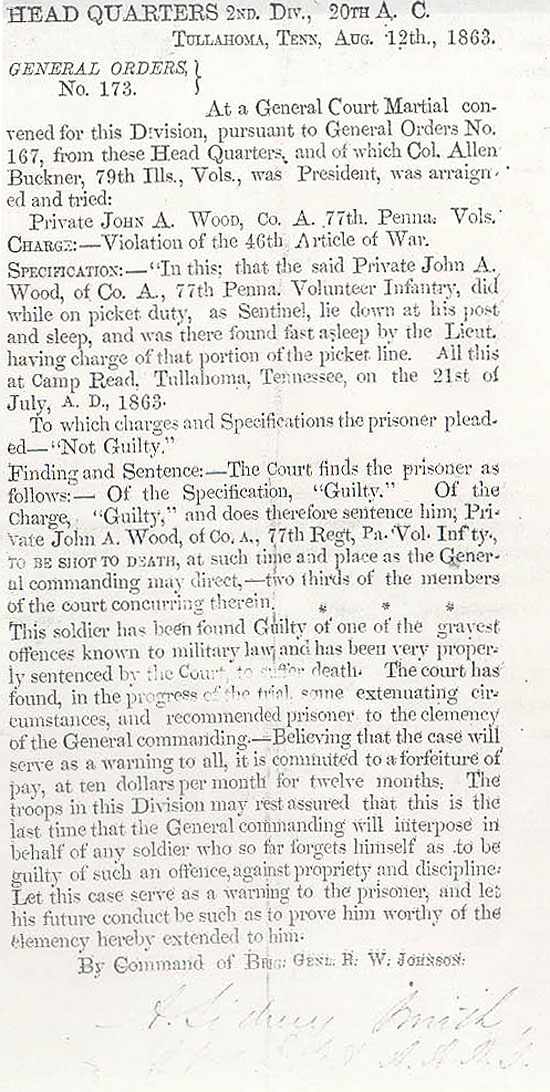 HEAD QUARTERS 2ND. DIV., 20TH A. C.
TULLAHOMA, TENN, AUG. 12th., 1863.
GENERAL ORDERS, }
No. 173. }
At a General Court Martial con-
vened for this Division, pursuant to General Orders No.
167, from these Head Quarters, and of which Col. Allen
Buckner, 79th Ills., Vols., was President, was arraign-
ed and tried:
Private JOHN A. WOOD, Co. A. 77th. Penna. Vols.
CHARGE:—Violation of the 46th Article of War.
SPECIFICATION:—"In this; that the said Private John A.
Wood, of Co. A., 77th Penna. Volunteer Infantry, did
while on picket duty, as Sentinel, lie down at his post
and sleep, and was there found fast asleep by the Lieut.
having charge of that portion of the picket line. All this
at Camp Read, Tullahoma, Tennessee, on the 21st of
July, A. D., 1863.
To which charges and Specifications the prisoner plead-
ed—"Not Guilty."
Finding and Sentence:—The Court finds the prisoner as
follows:— Of the Specification, "Guilty." Of the
Charge, "Guilty," and does therefore sentence him, Pri-
vate John A. Wood, of Co. A., 77th Regt, Pa. Vol. Inf'ty.,
TO BE SHOT TO DEATH, at such time and place as the Gener-
al commanding may direct,—two thirds of the members
of the court concurring therein. * * *
This soldier has been found Guilty of one of the gravest
offences known to military law and has been very proper-
ly sentenced by the Court, to suffer death. The court has
found, in the progress of the trial, some extenuating cir-
cumstances, and recommended prisoner to the clemency
of the General commanding.—Believing that the case will
serve as a warning to all, it is commuted to a forfeiture of
pay, at ten dollars per month for twelve months. The
troops in this Division may rest assured that this is the
last time that the General commanding will interpose in
behalf of any soldier who so far forgets himself as to be
guilty of such an offence, against propriety and discipline.
Let this case serve as a warning to the prisoner, and let
his future conduct be such as to prove him worthy of the
clemency hereby extended to him.
By Command of BRIG. GENL. R. W. JOHNSON.
Sidney Smith